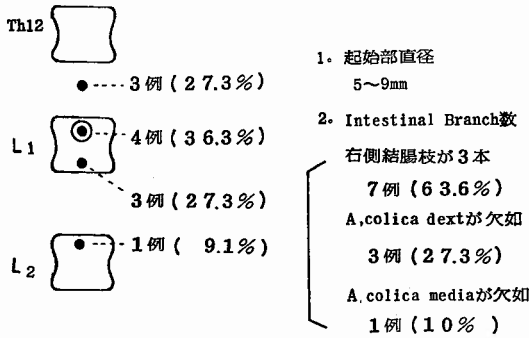 Th12
3例(27.3%)
L1
4例(36.3%)
3例(27.3%)
L2
1例( 9.1%)
1。起始部直径
5〜9mm
2。Intestinal Branch数
右側結腸枝が3本
7例(63.6%)
A,colica dextが欠如
3例(27.3%)
A.colica mediaが欠如
1例(10% )